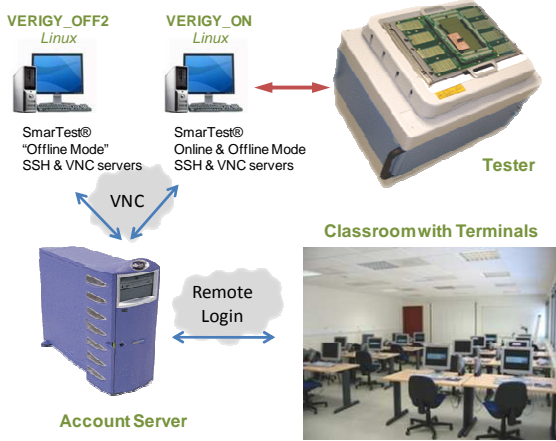 VERIGY_OFF2
Linux
VERIGY_ON
Linux
SmarTest®
“Offline Mode”
SSH & VNC servers
SmarTest®
Online & Offline Mode
SSH & VNC servers
Tester
VNC
Classroom with Terminals
Remote
Login
Account Server